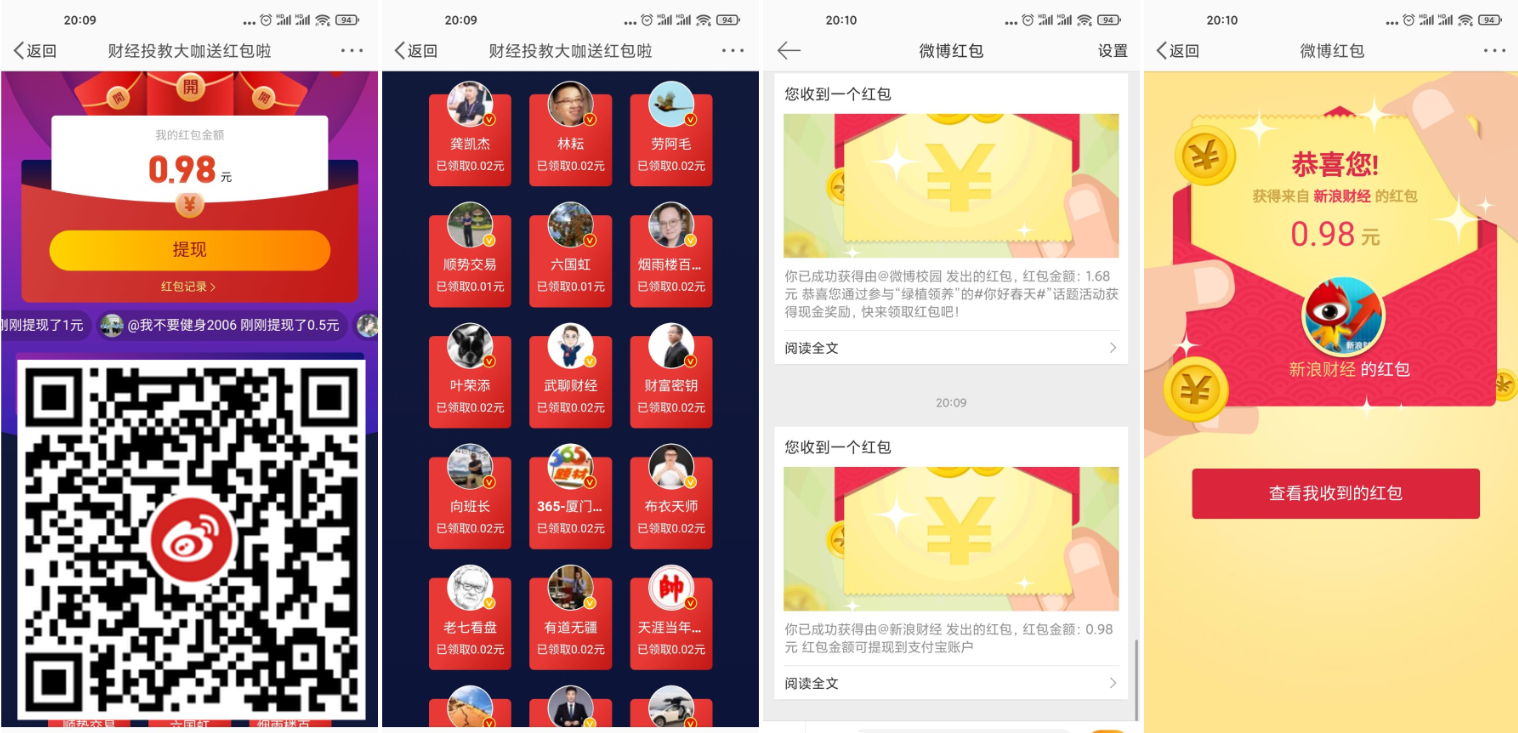 20:09
94
返回
财经投教大咖送红包啦
開
開
開
我的红包金额
0.98 元
¥
提现
红包记录
刚提现了1元
@我不要健身2006 刚刚提现了0.5元
顺势交易
六国虹
烟雨楼百
20:09
94
返回
财经投教大咖送红包啦
龚凯杰
林耘
劳阿毛
已领取0.02元
已领取0.02元
已领取0.02元
顺势交易
六国虹
烟雨楼百...
已领取0.01元
已领取0.01元
已领取0.02元
叶荣添
武聊财经
财富密钥
已领取0.02元
已领取0.02元
已领取0.02元
365
题材
向班长
365-厦门...
布衣天师
已领取0.02元
已领取0.02元
已领取0.02元
帥
老七看盘
有道无疆
天涯当年...
已领取0.02元
已领取0.02元
已领取0.02元
20:10
94
微博红包
设置
您收到一个红包
¥
你已成功获得由@微博校园 发出的红包，红包金额：1.68
元 恭喜您通过参与“绿植领养”的#你好春天#”话题活动获
得现金奖励，快来领取红包吧！
阅读全文
20:09
您收到一个红包
¥
你已成功获得由@新浪财经 发出的红包，红包金额：0.98
元 红包金额可提现到支付宝账户
阅读全文
20:10
94
返回
微博红包
¥
恭喜您!
获得来自 新浪财经 的红包
0.98 元
新浪财经 的红包
¥
¥
查看我收到的红包